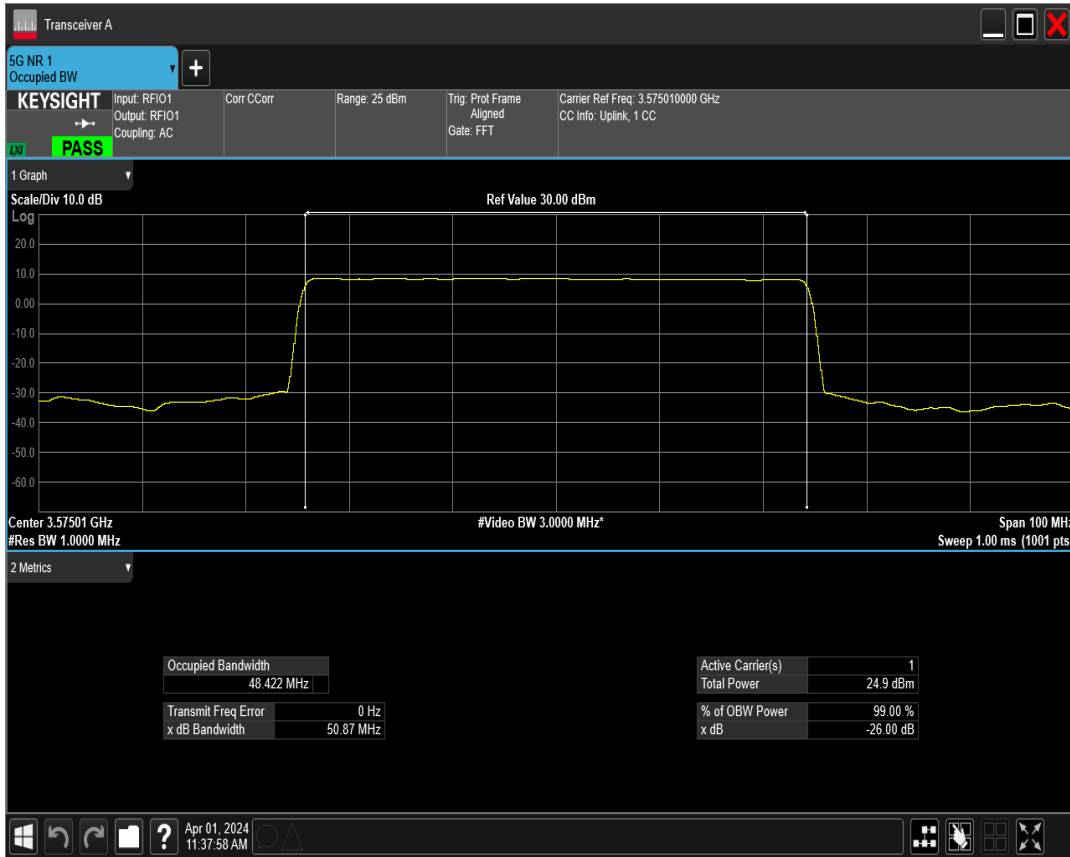 Transceiver A
5G NR 1
Occupied BW
KEYSIGHT
LXI
PASS
Input: RFIO1
Output: RFIO1
Coupling: AC
Corr CCorr
Range: 25 dBm
Trig: Prot Frame
Aligned
Gate: FFT
Carrier Ref Freq: 3.575010000 GHz
CC Info: Uplink, 1 CC
1 Graph
Scale/Div 10.0 dB
Ref Value 30.00 dBm
Log
20.0
10.0
0.00
-10.0
-20.0
-30.0
-40.0
-50.0
-60.0
Center 3.57501 GHz
#Video BW 3.0000 MHz*
Span 100 MHz
#Res BW 1.0000 MHz
Sweep 1.00 ms (1001 pts
2 Metrics
Occupied Bandwidth
48.422 MHz
Transmit Freq Error 0 Hz
x dB Bandwidth 50.87 MHz
Active Carrier(s) 1
Total Power 24.9 dBm
% of OBW Power 99.00 %
x dB -26.00 dB
?
Apr 01, 2024
11:37:58 AM